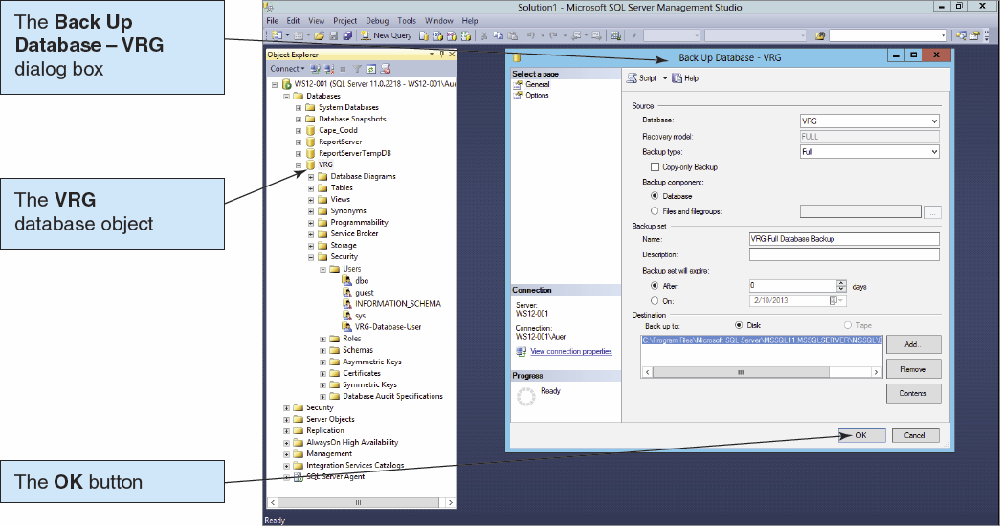 The Back Up
Database – VRG
dialog box
The VRG
database object
The OK button
Solution1 - Microsoft SQL Server Management Studio
File Edit View Project Debug Tools Window Help
New Query
Object Explorer
Connect
WS12-001 (SQL Server 11.0.2218 - WS12-001\Auer
Databases
System Databases
Database Snapshots
Cape_Codd
ReportServer
ReportServerTempDB
VRG
Database Diagrams
Tables
Views
Synonyms
Programmability
Service Broker
Storage
Security
Users
dbo
guest
INFORMATION_SCHEMA
sys
VRG-Database-User
Roles
Schemas
Asymmetric Keys
Certificates
Symmetric Keys
Database Audit Specifications
Security
Server Objects
Replication
AlwaysOn High Availability
Management
Integration Services Catalogs
SQL Server Agent
Ready
Back Up Database - VRG
Select a page
General
Options
Connection
Server:
WS12-001
Connection:
WS12-001\Auer
View connection properties
Progress
Ready
Script Help
Source
Database: VRG
Recovery model: FULL
Backup type: Full
Copy-only Backup
Backup component:
Database
Files and filegroups: ...
Backup set
Name: VRG-Full Database Backup
Description:
Backup set will expire:
After: 0 days
On: 2/10/2013
Destination
Back up to: Disk Tape
C:\Program Files\Microsoft SQL Server\MSSQL11.MSSQLSERVER\MSSQL\
Add...
Remove
Contents
OK Cancel